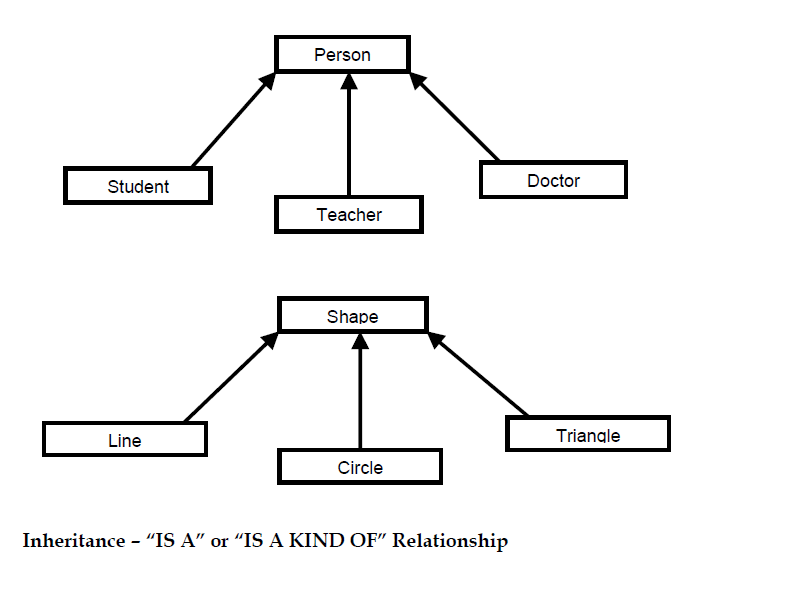 Person
Student
Teacher
Doctor
Shape
Line
Circle
Triangle
Inheritance – “IS A” or “IS A KIND OF” Relationship